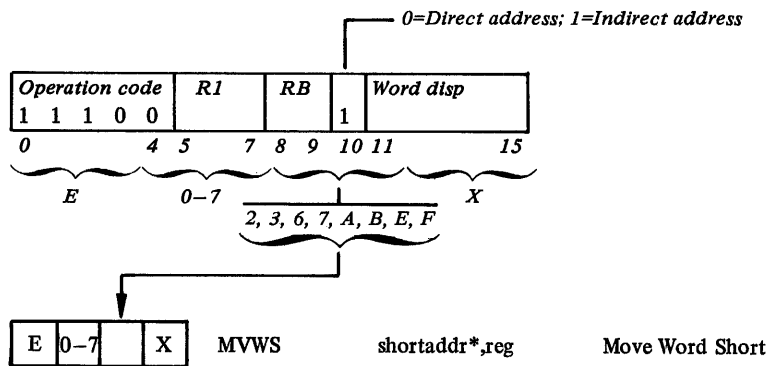 0=Direct address; 1=Indirect address
Operation code R1 RB Word disp
1 1 1 0 0 1
0 4 5 7 8 9 10 11 15
E 0-7 X
2, 3, 6, 7, A, B, E, F
E 0-7 X MVWS shortaddr*,reg Move Word Short